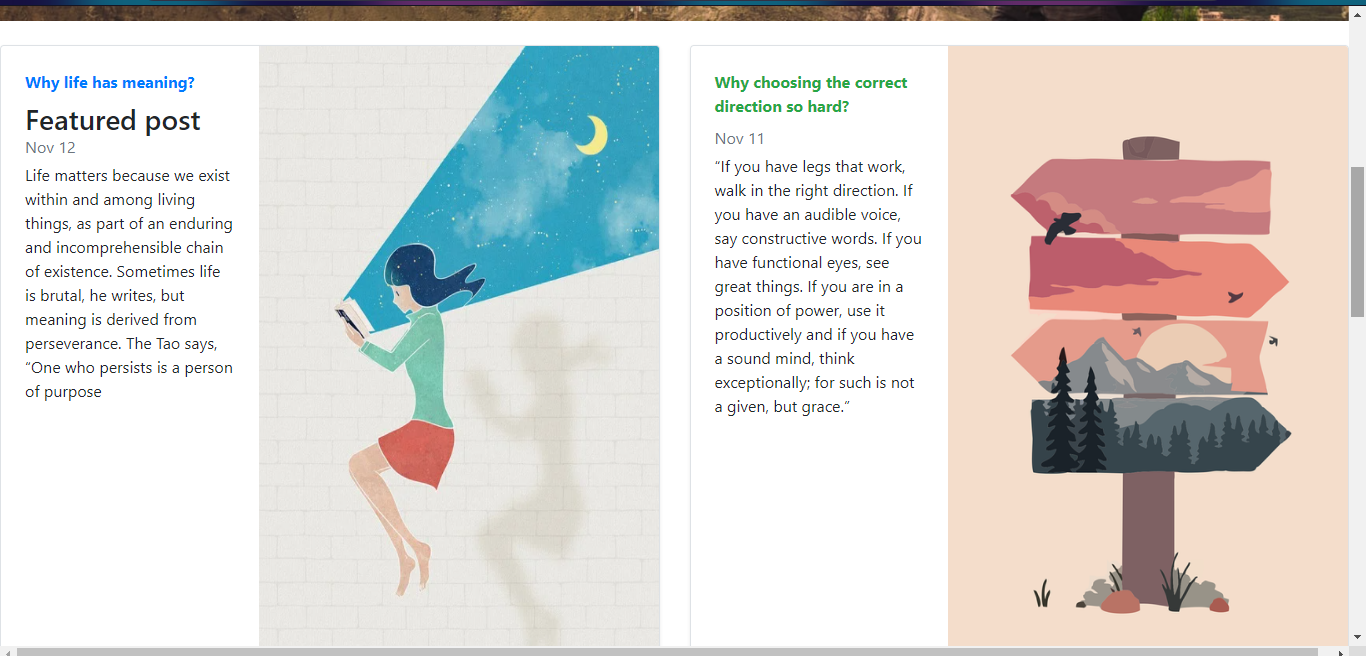 Why life has meaning?
Featured post
Nov 12
Life matters because we exist
within and among living
things, as part of an enduring
and incomprehensible chain
of existence. Sometimes life
is brutal, he writes, but
meaning is derived from
perseverance. The Tao says,
“One who persists is a person
of purpose
Why choosing the correct
direction so hard?
Nov 11
“If you have legs that work,
walk in the right direction. If
you have an audible voice,
say constructive words. If you
have functional eyes, see
great things. If you are in a
position of power, use it
productively and if you have
a sound mind, think
exceptionally; for such is not
a given, but grace.”